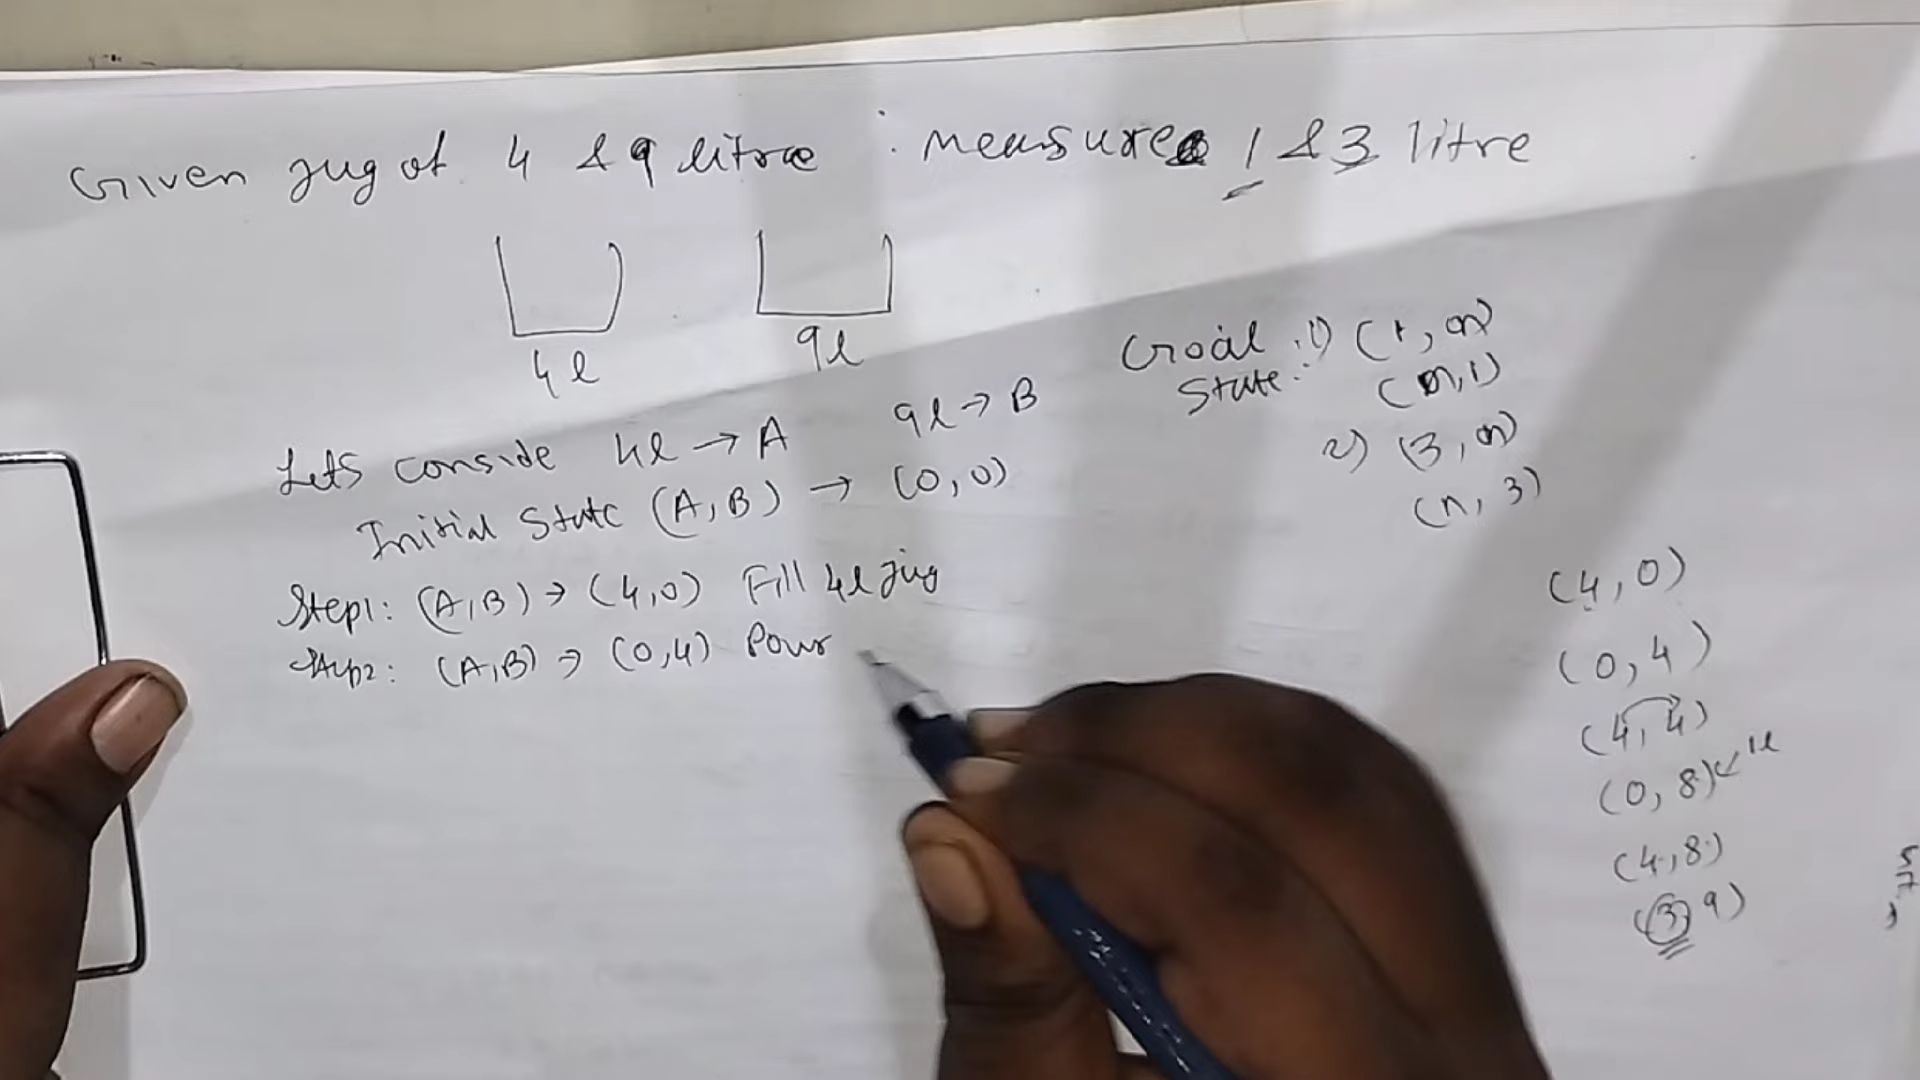 Given jug of 4 & 9 litre : measure 1 & 3 litre
4l
9l
Goal State: 1) (1, n)
(n, 1)
2) (3, n)
(n, 3)
Lets conside 4l → A 9l → B
Initial State (A, B) → (0, 0)
Step1: (A, B) → (4, 0) Fill 4l jug
Step2: (A, B) → (0, 4) Pour
(4, 0)
(0, 4)
(4, 4)
(0, 8) ← 1l
(4, 8)
(3, 9)